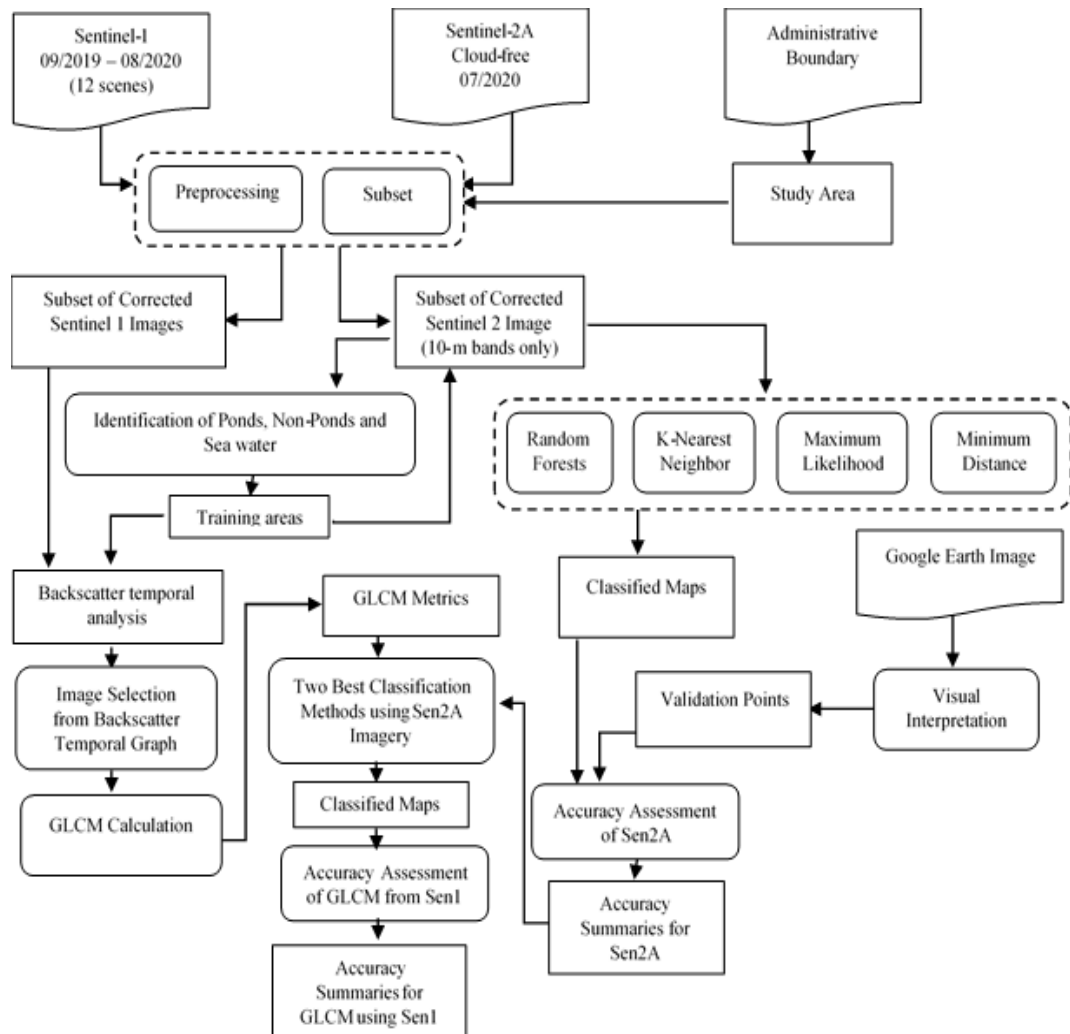 Sentinel-1
09/2019 – 08/2020
(12 scenes)
Sentinel-2A
Cloud-free
07/2020
Administrative
Boundary
Preprocessing
Subset
Study Area
Subset of Corrected
Sentinel 1 Images
Subset of Corrected
Sentinel 2 Image
(10-m bands only)
Identification of Ponds, Non-Ponds and
Sea water
Random
Forests
K-Nearest
Neighbor
Maximum
Likelihood
Minimum
Distance
Training areas
Google Earth Image
Backscatter temporal
analysis
GLCM Metrics
Classified Maps
Image Selection
from Backscatter
Temporal Graph
Two Best Classification
Methods using Sen2A
Imagery
Validation Points
Visual
Interpretation
GLCM Calculation
Classified Maps
Accuracy Assessment
of Sen2A
Accuracy Assessment
of GLCM from Sen1
Accuracy
Summaries for
Sen2A
Accuracy
Summaries for
GLCM using Sen1